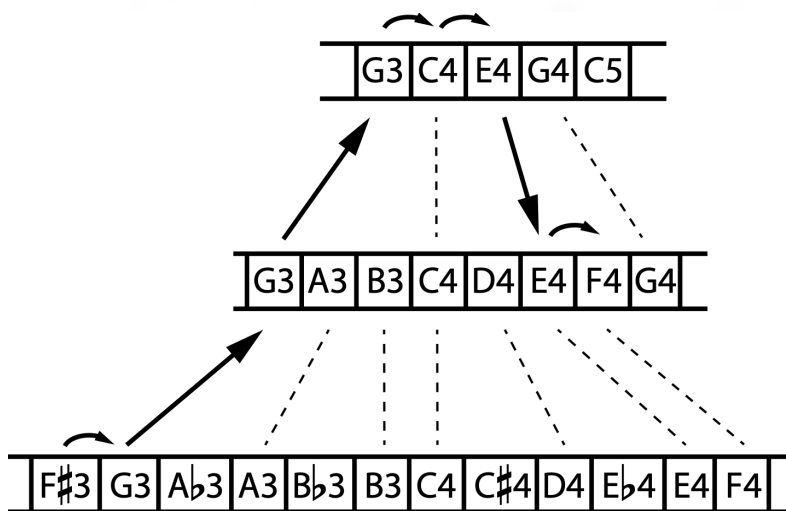 G3 C4 E4 G4 C5
G3 A3 B3 C4 D4 E4 F4 G4
F♯3 G3 A♭3 A3 B♭3 B3 C4 C♯4 D4 E♭4 E4 F4